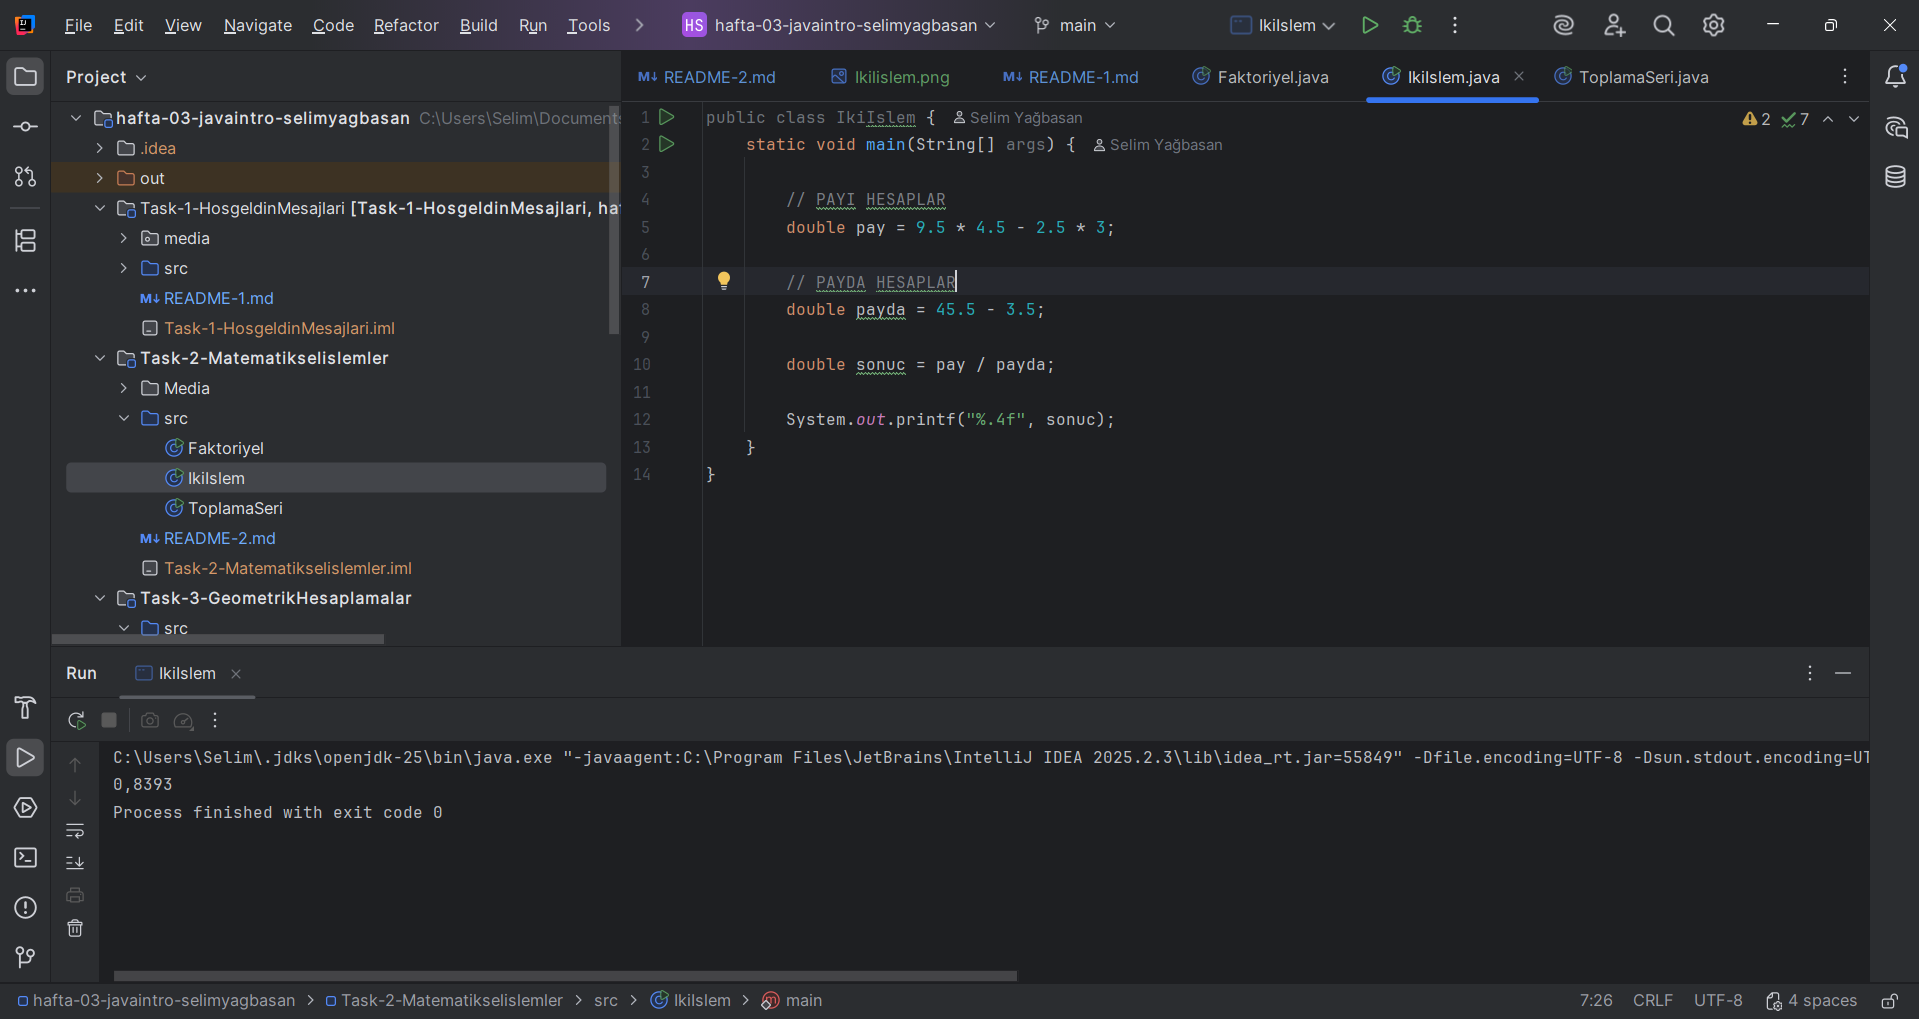 File Edit View Navigate Code Refactor Build Run Tools HS hafta-03-javaintro-selimyagbasan main IkiIslem
Project
hafta-03-javaintro-selimyagbasan C:\Users\Selim\Documents
.idea
out
Task-1-HosgeldinMesajlari [Task-1-HosgeldinMesajlari, ha
media
src
M↓ README-1.md
Task-1-HosgeldinMesajlari.iml
Task-2-MatematikselIslemler
Media
src
Faktoriyel
IkiIslem
ToplamaSeri
M↓ README-2.md
Task-2-MatematikselIslemler.iml
Task-3-GeometrikHesaplamalar
src
M↓ README-2.md IkiIislem.png M↓ README-1.md Faktoriyel.java IkiIslem.java ToplamaSeri.java
1 public class IkiIslem { Selim Yağbasan
2 static void main(String[] args) { Selim Yağbasan
3
4 // PAYI HESAPLAR
5 double pay = 9.5 * 4.5 - 2.5 * 3;
6
7 // PAYDA HESAPLAR
8 double payda = 45.5 - 3.5;
9
10 double sonuc = pay / payda;
11
12 System.out.printf("%.4f", sonuc);
13 }
14 }
2 7
Run IkiIslem
C:\Users\Selim\.jdks\openjdk-25\bin\java.exe "-javaagent:C:\Program Files\JetBrains\IntelliJ IDEA 2025.2.3\lib\idea_rt.jar=55849" -Dfile.encoding=UTF-8 -Dsun.stdout.encoding=UT
0,8393
Process finished with exit code 0
hafta-03-javaintro-selimyagbasan > Task-2-MatematikselIslemler > src > IkiIslem > main 7:26 CRLF UTF-8 4 spaces